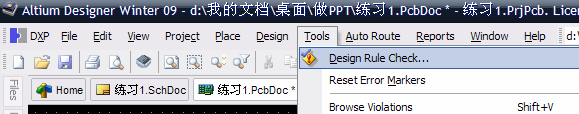 Altium Designer Winter 09 - d:\我的文档\桌面\做PPT\练习1.PcbDoc * - 练习1.PrjPcb. Lice
DXP File Edit View Project Place Design Tools Auto Route Reports Window Help d:
Design Rule Check...
Files Home 练习1.SchDoc 练习1.PcbDoc * Reset Error Markers
Browse Violations Shift+V